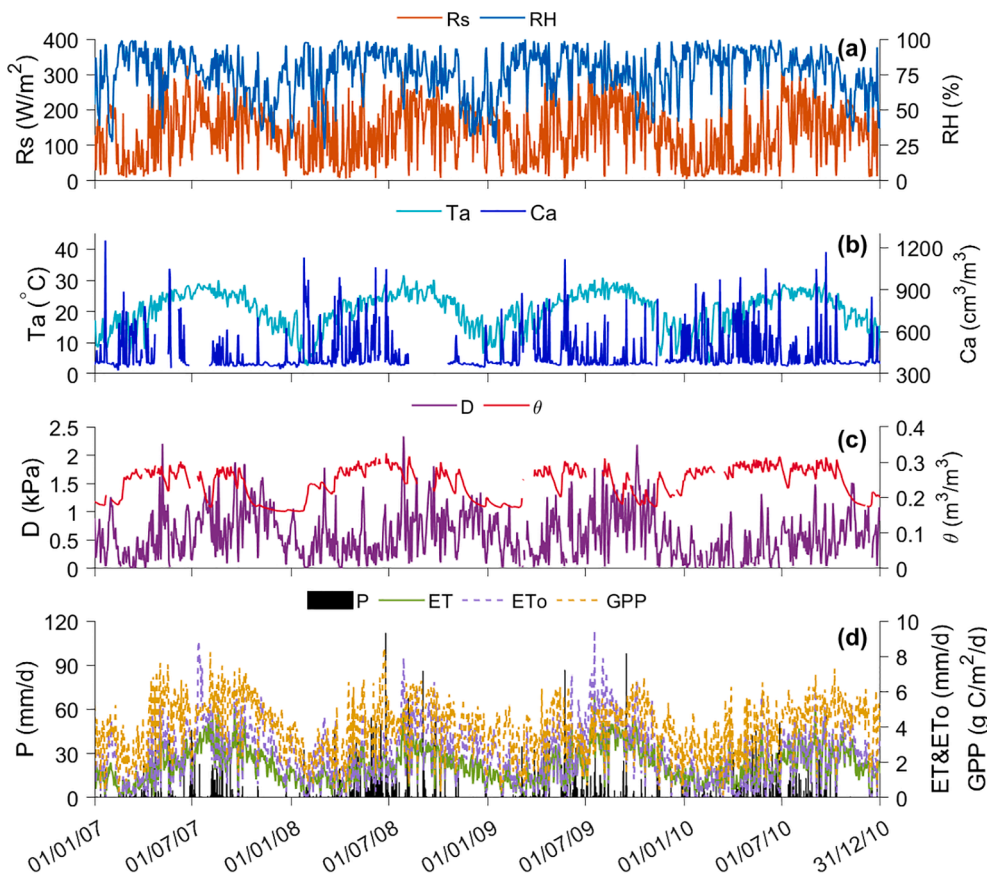 Rs RH
(a)
Rs (W/m²)
400
300
200
100
0
100
75
50
25
0
RH (%)
Ta Ca
(b)
Ta (°C)
40
30
20
10
0
1200
900
600
300
Ca (cm³/m³)
D θ
(c)
D (kPa)
2.5
2
1.5
1
0.5
0
0.4
0.3
0.2
0.1
0
θ (m³/m³)
P ET ETo GPP
(d)
P (mm/d)
120
90
60
30
0
10
8
6
4
2
0
ET&ETo (mm/d)
GPP (g C/m²/d)
01/01/07 01/07/07 01/01/08 01/07/08 01/01/09 01/07/09 01/01/10 01/07/10 31/12/10